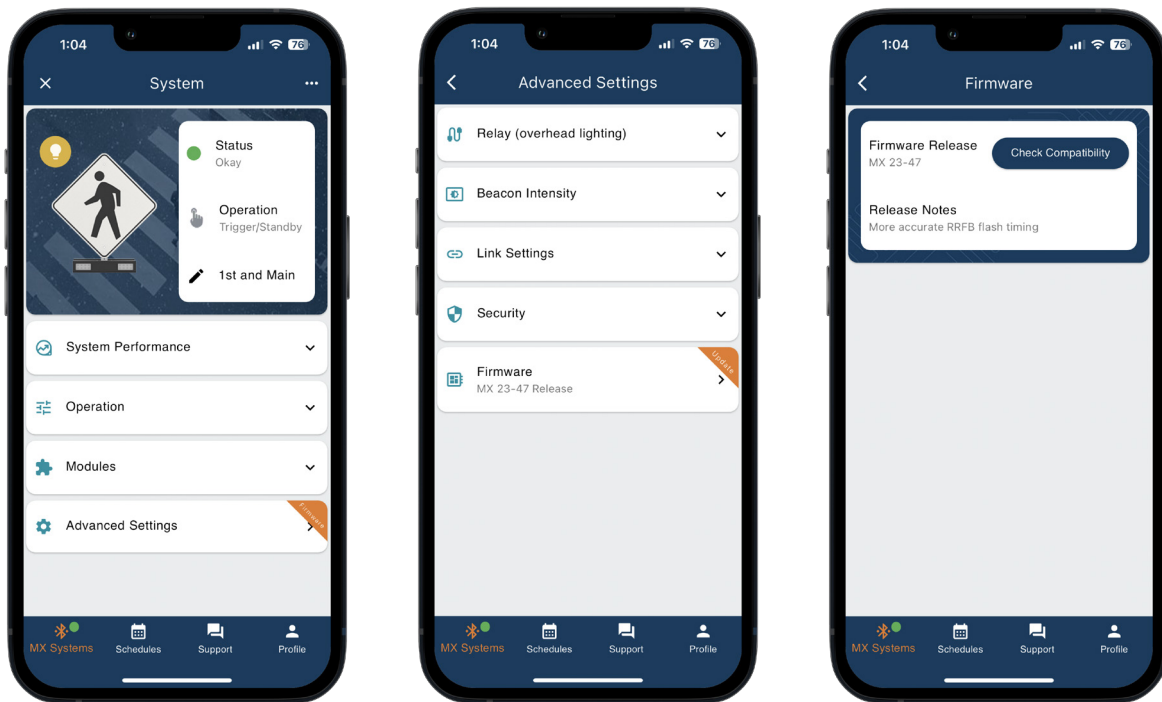 1:04
76
System
Status
Okay
Operation
Trigger/Standby
1st and Main
System Performance
Operation
Modules
Advanced Settings
Firmware
MX Systems
Schedules
Support
Profile
1:04
76
Advanced Settings
Relay (overhead lighting)
Beacon Intensity
Link Settings
Security
Update
Firmware
MX 23-47 Release
MX Systems
Schedules
Support
Profile
1:04
76
Firmware
Firmware Release
MX 23-47
Check Compatibility
Release Notes
More accurate RRFB flash timing
MX Systems
Schedules
Support
Profile